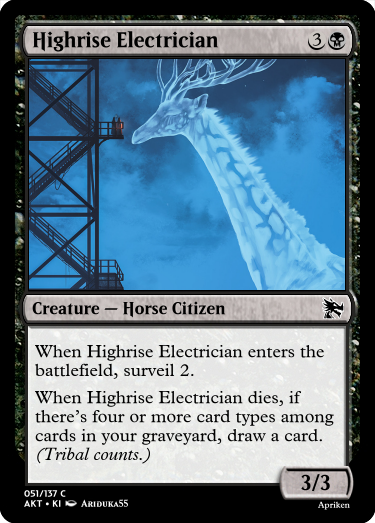 Highrise Electrician 3
Creature — Horse Citizen
When Highrise Electrician enters the
battlefield, surveil 2.
When Highrise Electrician dies, if
there's four or more card types among
cards in your graveyard, draw a card.
(Tribal counts.)
3/3
051/137 C
AKT • KI Ariduka55
Apriken